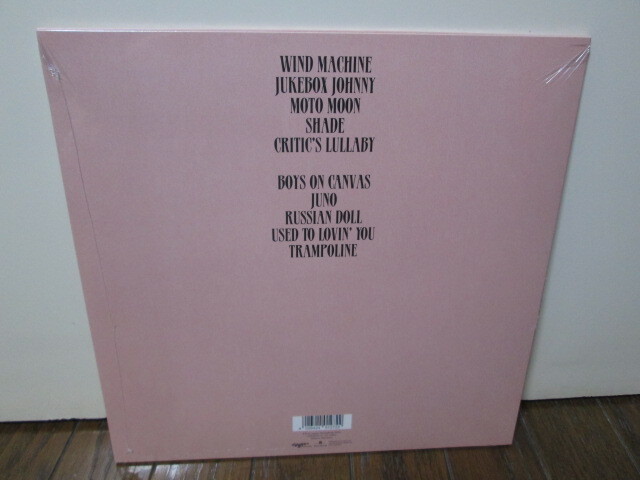 WIND MACHINE
JUKEBOX JOHNNY
MOTO MOON
SHADE
CRITIC'S LULLABY
BOYS ON CANVAS
JUNO
RUSSIAN DOLL
USED TO LOVIN' YOU
TRAMPOLINE